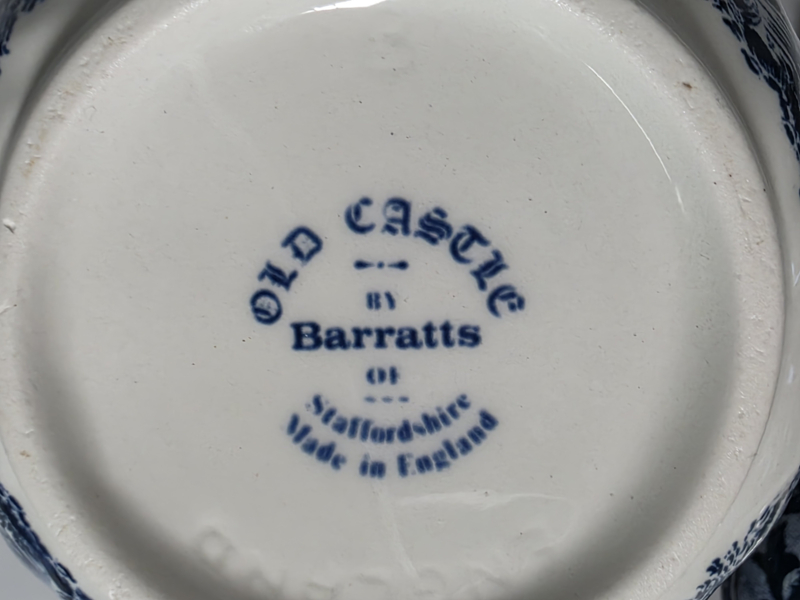 OLD CASTLE
BY
Barratts
OF
Staffordshire
Made in England